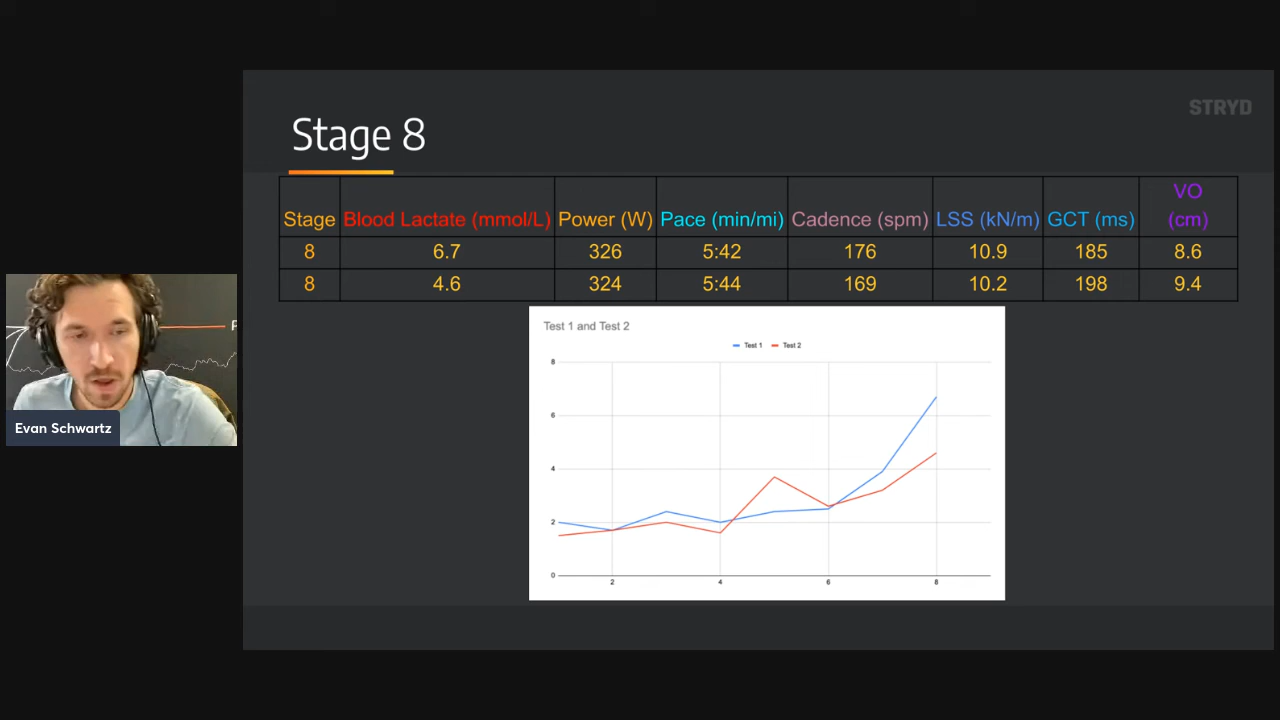 STRYD
Stage 8
Stage Blood Lactate (mmol/L) Power (W) Pace (min/mi) Cadence (spm) LSS (kN/m) GCT (ms) VO (cm)
8 6.7 326 5:42 176 10.9 185 8.6
8 4.6 324 5:44 169 10.2 198 9.4
Test 1 and Test 2
Test 1 Test 2
8
6
4
2
0
2 4 6 8
Evan Schwartz